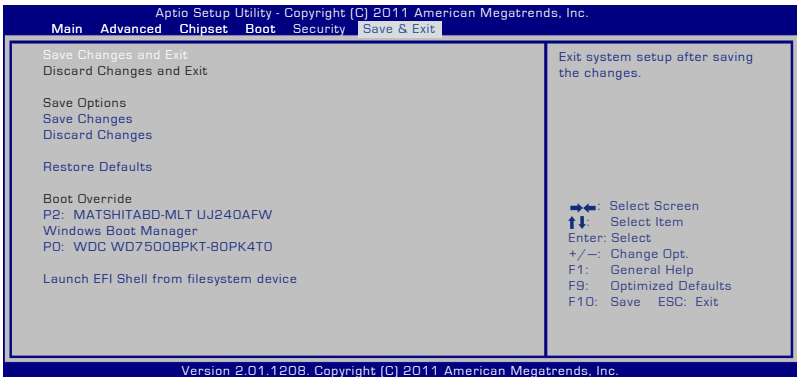 Aptio Setup Utility - Copyright (C) 2011 American Megatrends, Inc.
Main Advanced Chipset Boot Security Save & Exit
Save Changes and Exit
Discard Changes and Exit
Save Options
Save Changes
Discard Changes
Restore Defaults
Boot Override
P2: MATSHITABD-MLT UJ240AFW
Windows Boot Manager
P0: WDC WD7500BPKT-80PK4T0
Launch EFI Shell from filesystem device
Exit system setup after saving
the changes.
→←: Select Screen
↑↓: Select Item
Enter: Select
+/—: Change Opt.
F1: General Help
F9: Optimized Defaults
F10: Save ESC: Exit
Version 2.01.1208. Copyright (C) 2011 American Megatrends, Inc.